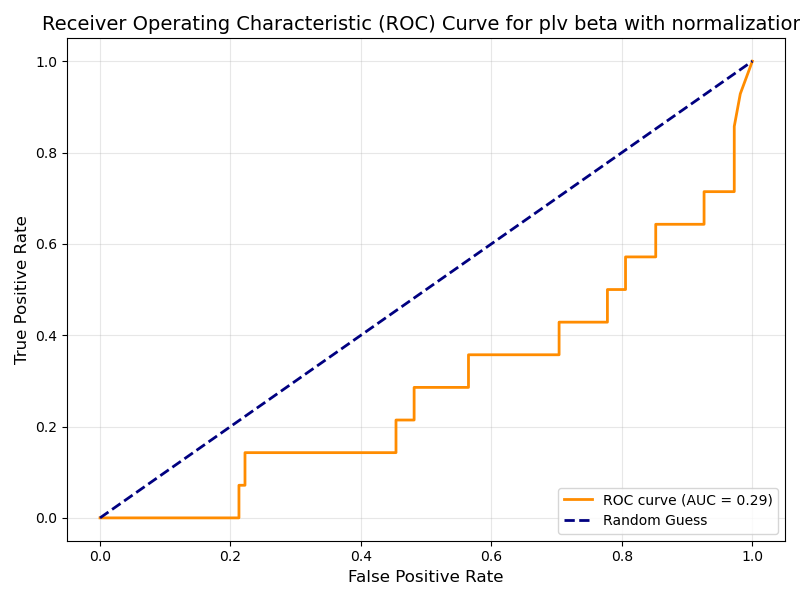 Receiver Operating Characteristic (ROC) Curve for plv beta with normalization
1.0
0.8
0.6
0.4
0.2
0.0
True Positive Rate
0.0 0.2 0.4 0.6 0.8 1.0
False Positive Rate
ROC curve (AUC = 0.29)
Random Guess